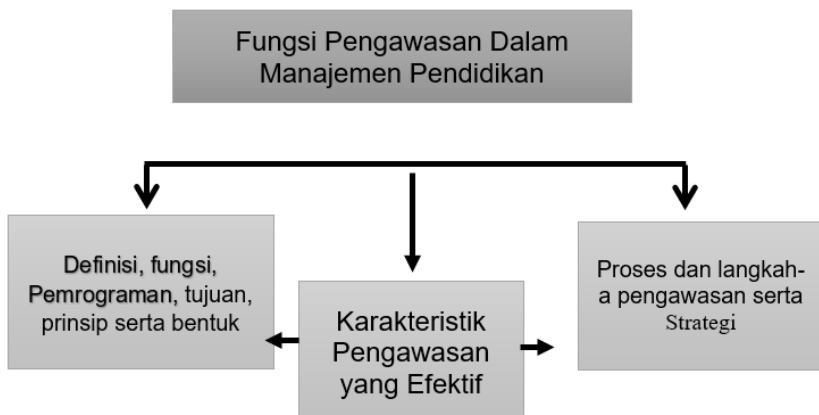 Fungsi Pengawasan Dalam
Manajemen Pendidikan
Definisi, fungsi,
Pemrograman, tujuan,
prinsip serta bentuk
Karakteristik
Pengawasan
yang Efektif
Proses dan langkah-
a pengawasan serta
Strategi